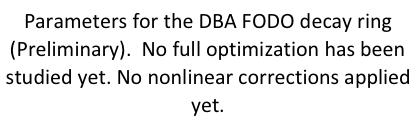 Parameters for the DBA FODO decay ring
(Preliminary).  No full optimization has been
studied yet. No nonlinear corrections applied
yet.